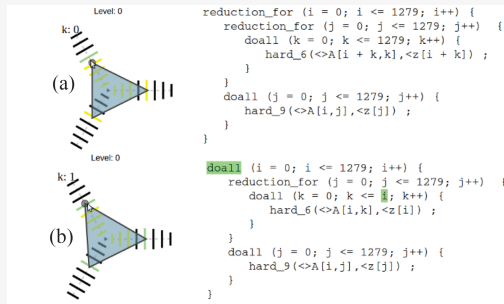 Level: 0
k: 0
(a)
reduction_for (i = 0; i <= 1279; i++) {
reduction_for (j = 0; j <= 1279; j++) {
doall (k = 0; k <= 1279; k++) {
hard_6(<>A[i + k,k],<z[i + k]) ;
}
}
doall (j = 0; j <= 1279; j++) {
hard_9(<>A[i,j],<z[j]) ;
}
}
Level: 0
k: 1
(b)
doall (i = 0; i <= 1279; i++) {
reduction_for (j = 0; j <= 1279; j++) {
doall (k = 0; k <= i; k++) {
hard_6(<>A[i,k],<z[i]) ;
}
}
doall (j = 0; j <= 1279; j++) {
hard_9(<>A[i,j],<z[j]) ;
}
}